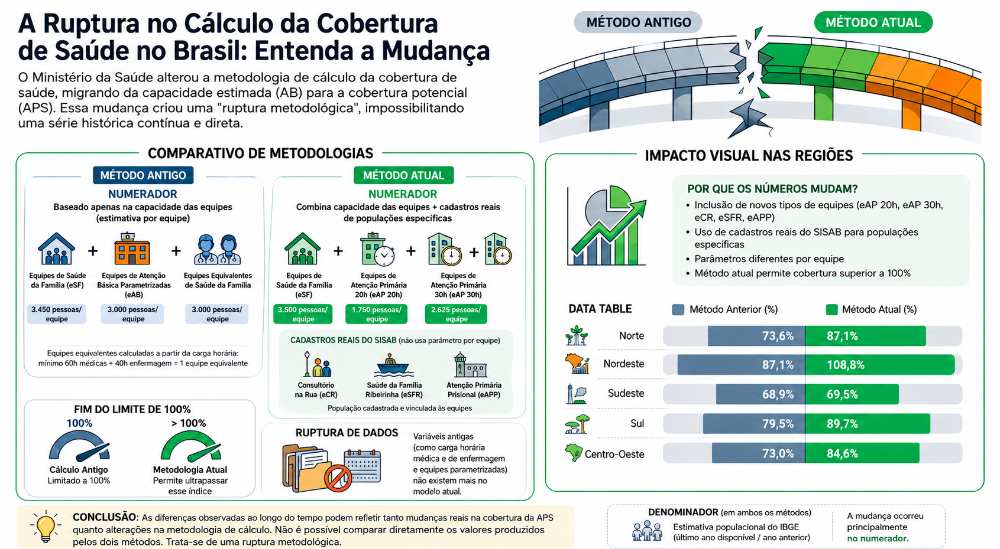 A Ruptura no Cálculo da Cobertura
de Saúde no Brasil: Entenda a Mudança
O Ministério da Saúde alterou a metodologia de cálculo da cobertura de
saúde, migrando da capacidade estimada (AB) para a cobertura potencial
(APS). Essa mudança criou uma "ruptura metodológica", impossibilitando
uma série histórica contínua e direta.
MÉTODO ANTIGO
MÉTODO ATUAL
COMPARATIVO DE METODOLOGIAS
MÉTODO ANTIGO
NUMERADOR
Baseado apenas na capacidade das equipes
(estimativa por equipe)
+
+
Equipes de Saúde
da Família (eSF)
Equipes de Atenção
Básica Parametrizadas
(eAB)
Equipes Equivalentes
de Saúde da Família
3.450 pessoas/
equipe
3.000 pessoas/
equipe
3.000 pessoas/
equipe
Equipes equivalentes calculadas a partir da carga horária:
mínimo 60h médicas + 40h enfermagem = 1 equipe equivalente
MÉTODO ATUAL
NUMERADOR
Combina capacidade das equipes + cadastros reais
de populações específicas
+
+
+
Equipes de
Saúde da Família
(eSF)
Equipes de
Atenção Primária
20h (eAP 20h)
Equipes de
Atenção Primária
30h (eAP 30h)
3.500 pessoas/
equipe
1.750 pessoas/
equipe
2.625 pessoas/
equipe
CADASTROS REAIS DO SISAB (não usa parâmetro por equipe)
Consultório
na Rua (eCR)
Saúde da Família
Ribeirinha (eSFR)
Atenção Primária
Prisional (eAPP)
População cadastrada e vinculada às equipes
FIM DO LIMITE DE 100%
100%
Cálculo Antigo
Limitado a 100%
> 100%
Metodologia Atual
Permite ultrapassar
esse índice
RUPTURA DE DADOS
Variáveis antigas
(como carga horária
médica e de enfermagem
e equipes parametrizadas)
não existem mais no
modelo atual.
IMPACTO VISUAL NAS REGIÕES
POR QUE OS NÚMEROS MUDAM?
• Inclusão de novos tipos de equipes (eAP 20h, eAP 30h,
eCR, eSFR, eAPP)
• Uso de cadastros reais do SISAB para populações
específicas
• Parâmetros diferentes por equipe
• Método atual permite cobertura superior a 100%
DATA TABLE
Método Anterior (%)
Método Atual (%)
Norte 73,6% 87,1%
Nordeste 87,1% 108,8%
Sudeste 68,9% 69,5%
Sul 79,5% 89,7%
Centro-Oeste 73,0% 84,6%
CONCLUSÃO: As diferenças observadas ao longo do tempo podem refletir tanto mudanças reais na cobertura da APS
quanto alterações na metodologia de cálculo. Não é possível comparar diretamente os valores produzidos
pelos dois métodos. Trata-se de uma ruptura metodológica.
DENOMINADOR (em ambos os métodos)
Estimativa populacional do IBGE
(último ano disponível / ano anterior)
A mudança ocorreu
principalmente
no numerador.